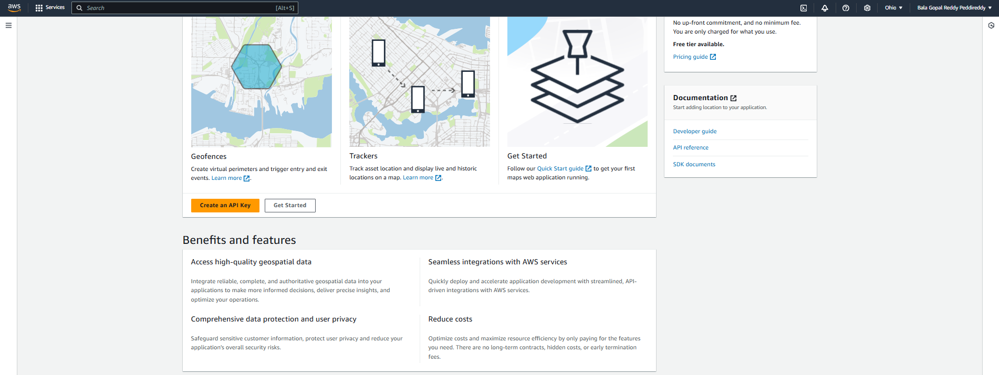 aws
Services
Search
[Alt+S]
Ohio
Bala Gopal Reddy Peddireddy
Geofences
Create virtual perimeters and trigger entry and exit
events. Learn more.
Trackers
Track asset location and display live and historic
locations on a map. Learn more.
Get Started
Follow our Quick Start guide to get your first
maps web application running.
Create an API Key
Get Started
No up-front commitment, and no minimum fee.
You are only charged for what you use.
Free tier available.
Pricing guide
Documentation
Start adding location to your application.
Developer guide
API reference
SDK documents
Benefits and features
Access high-quality geospatial data
Integrate reliable, complete, and authoritative geospatial data into your
applications to make more informed decisions, deliver precise insights, and
optimize your operations.
Seamless integrations with AWS services
Quickly deploy and accelerate application development with streamlined, API-
driven integrations with AWS services.
Comprehensive data protection and user privacy
Safeguard sensitive customer information, protect user privacy and reduce your
application's overall security risks.
Reduce costs
Optimize costs and maximize resource efficiency by only paying for the features
you need. There are no long-term contracts, hidden costs, or early termination
fees.